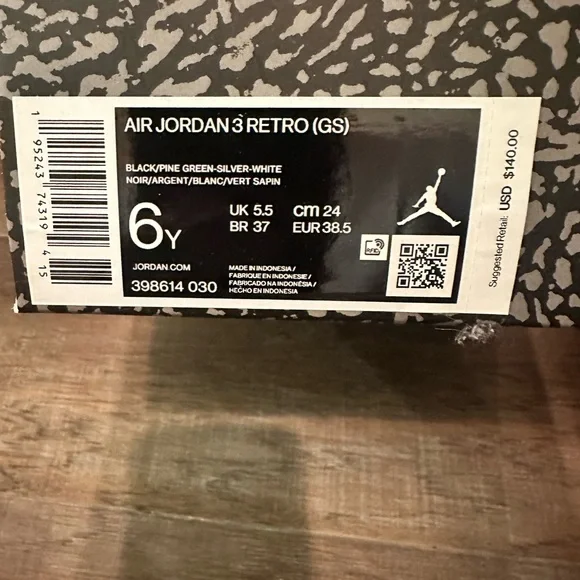 AIR JORDAN 3 RETRO (GS)
BLACK/PINE GREEN-SILVER-WHITE
NOIR/ARGENT/BLANC/VERT SAPIN
6Y
UK 5.5 cm 24
BR 37 EUR 38.5
JORDAN.COM
398614 030
MADE IN INDONESIA /
FABRIQUE EN INDONESIE /
FABRICADO NA INDONÉSIA /
HECHO EN INDONESIA
RFID
1 95243 74319 4 15
Suggested Retail: USD $140.00